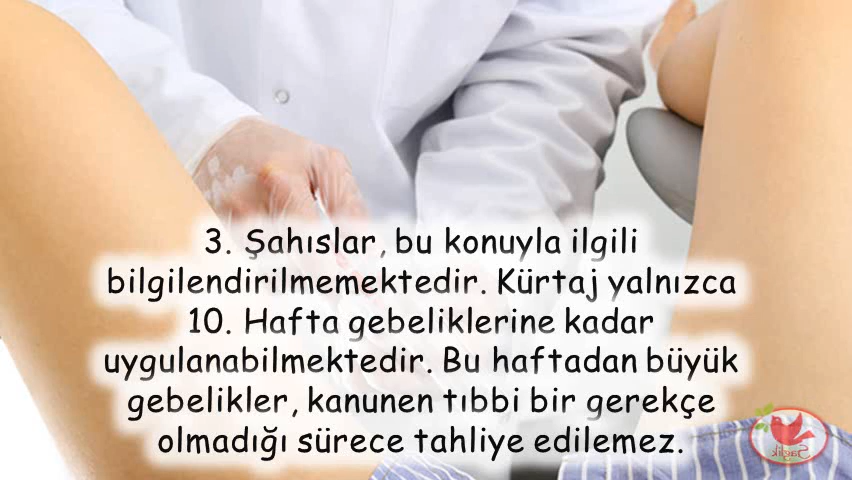 3. Şahıslar, bu konuyla ilgili
bilgilendirilmemektedir. Kürtaj yalnızca
10. Hafta gebeliklerine kadar
uygulanabilmektedir. Bu haftadan büyük
gebelikler, kanunen tıbbi bir gerekçe
olmadığı sürece tahliye edilemez.
Sağlık